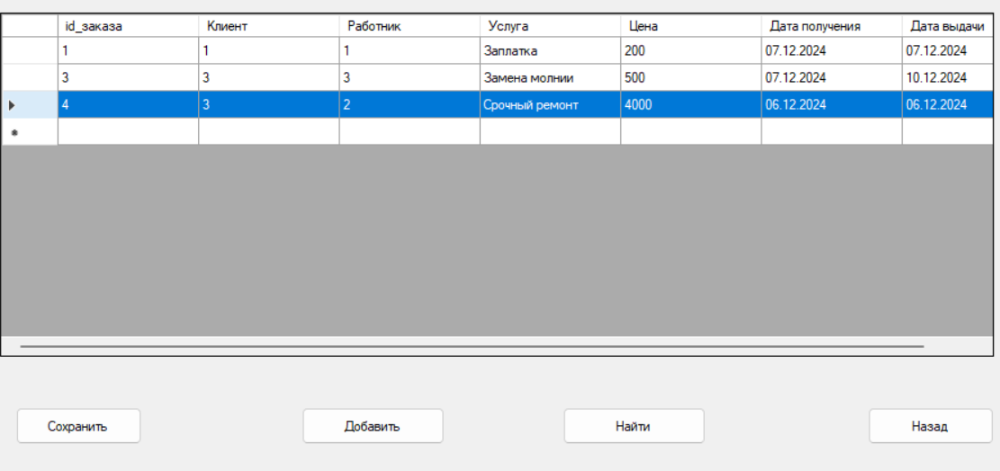 id_заказа Клиент Работник Услуга Цена Дата получения Дата выдачи
1 1 1 Заплатка 200 07.12.2024 07.12.2024
3 3 3 Замена молнии 500 07.12.2024 10.12.2024
4 3 2 Срочный ремонт 4000 06.12.2024 06.12.2024
Сохранить Добавить Найти Назад